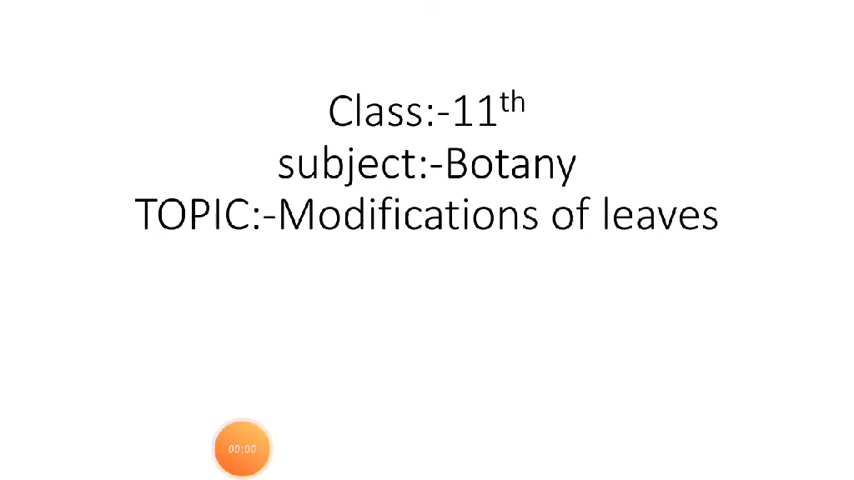 Class:-11th
subject:-Botany
TOPIC:-Modifications of leaves
00:00